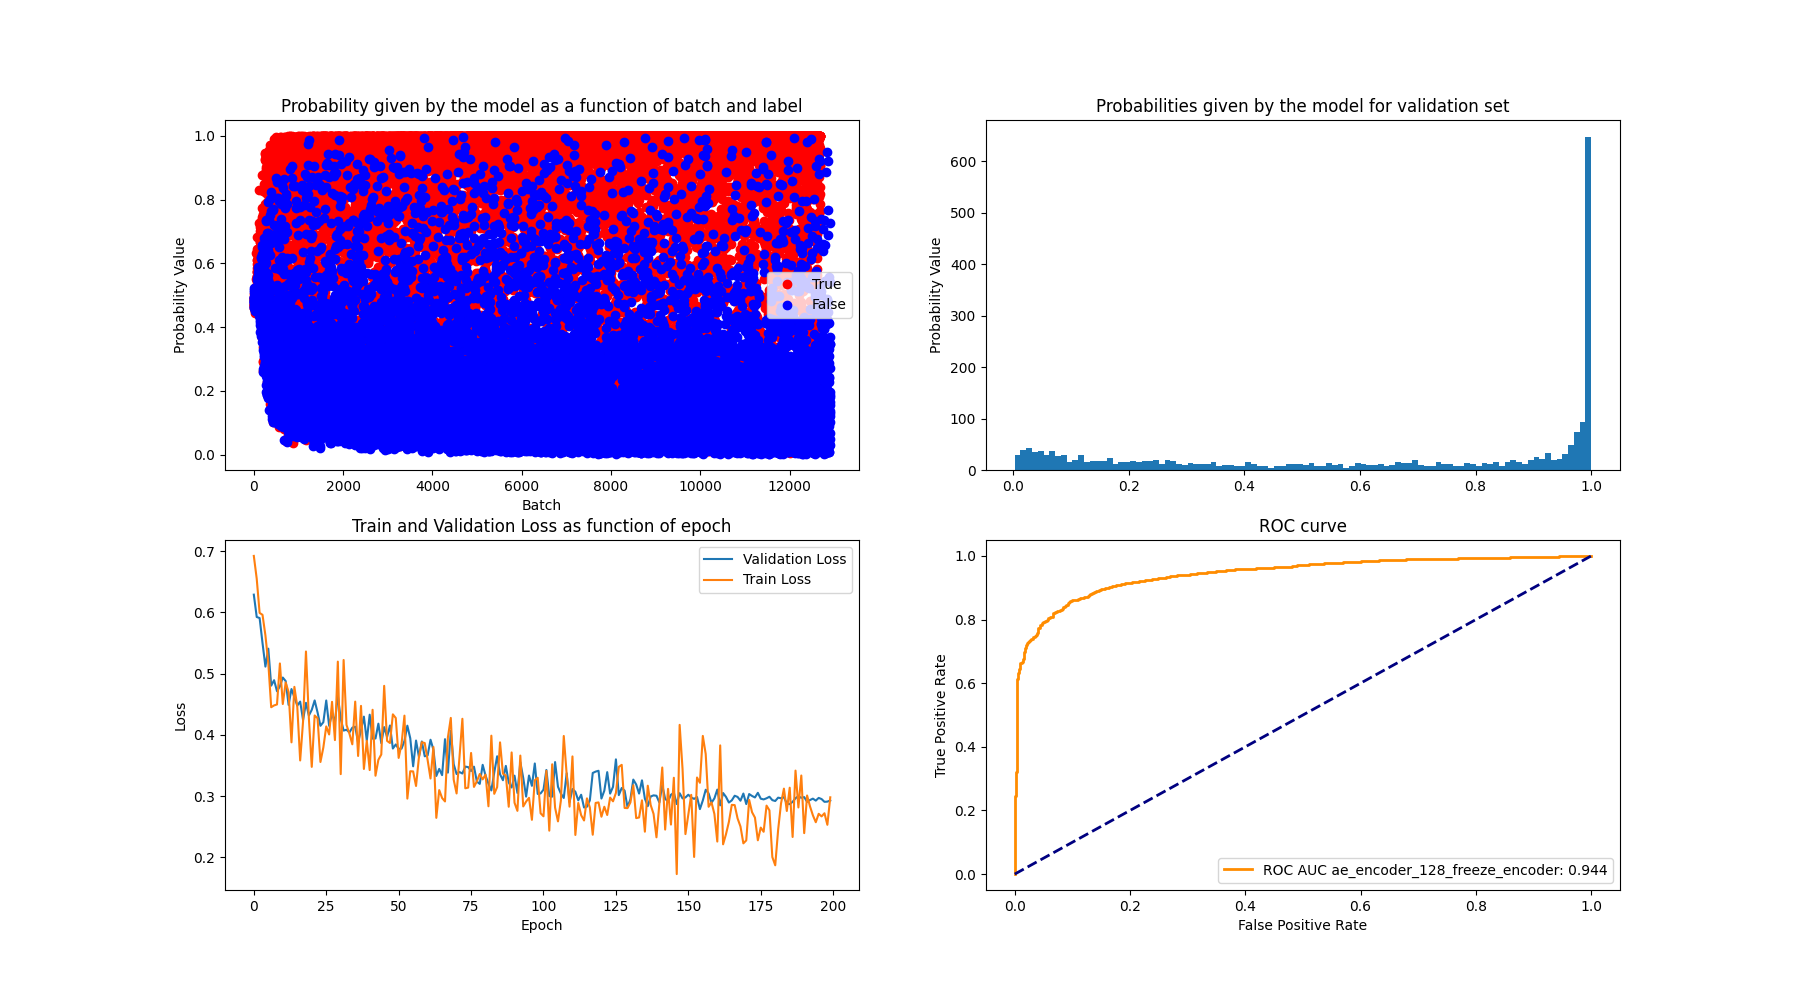 Probability given by the model as a function of batch and label
Probability Value
1.0
0.8
0.6
0.4
0.2
0.0
True
False
0 2000 4000 6000 8000 10000 12000
Batch
Probabilities given by the model for validation set
Probability Value
600
500
400
300
200
100
0
0.0 0.2 0.4 0.6 0.8 1.0
Train and Validation Loss as function of epoch
Loss
0.7
0.6
0.5
0.4
0.3
0.2
Validation Loss
Train Loss
0 25 50 75 100 125 150 175 200
Epoch
ROC curve
True Positive Rate
1.0
0.8
0.6
0.4
0.2
0.0
ROC AUC ae_encoder_128_freeze_encoder: 0.944
0.0 0.2 0.4 0.6 0.8 1.0
False Positive Rate